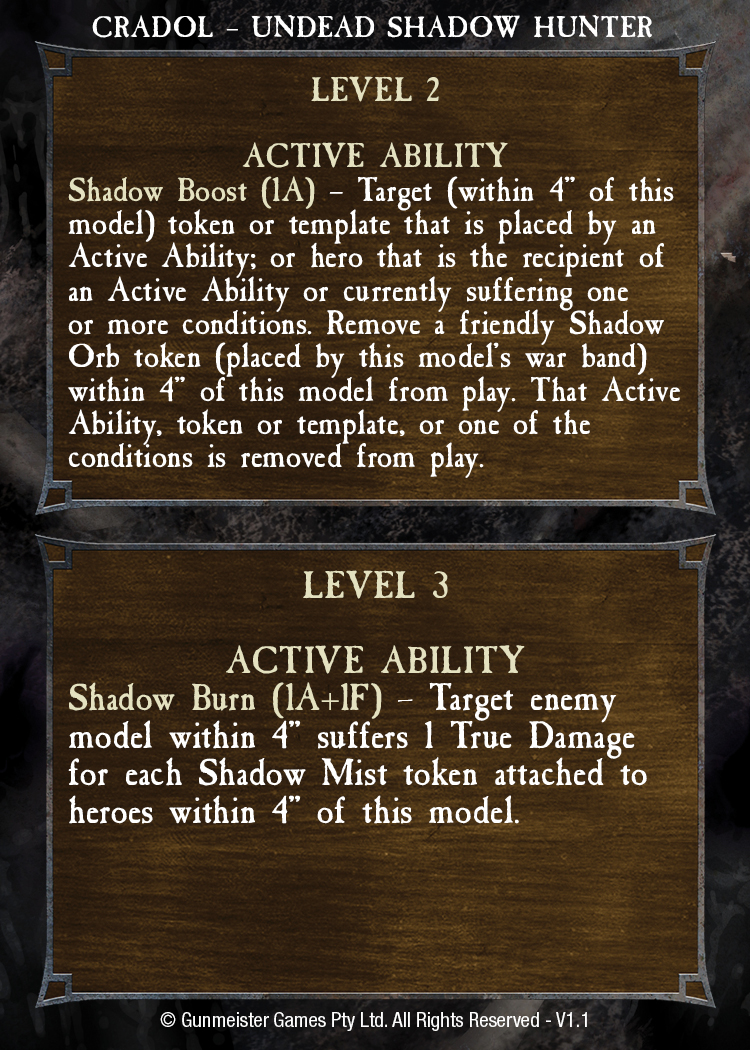 CRADOL – UNDEAD SHADOW HUNTER
LEVEL 2
ACTIVE ABILITY
Shadow Boost (1A) – Target (within 4" of this
model) token or template that is placed by an
Active Ability; or hero that is the recipient of
an Active Ability or currently suffering one
or more conditions. Remove a friendly Shadow
Orb token (placed by this model's war band)
within 4" of this model from play. That Active
Ability, token or template, or one of the
conditions is removed from play.
LEVEL 3
ACTIVE ABILITY
Shadow Burn (1A+1F) – Target enemy
model within 4" suffers 1 True Damage
for each Shadow Mist token attached to
heroes within 4" of this model.
© Gunmeister Games Pty Ltd. All Rights Reserved - V1.1